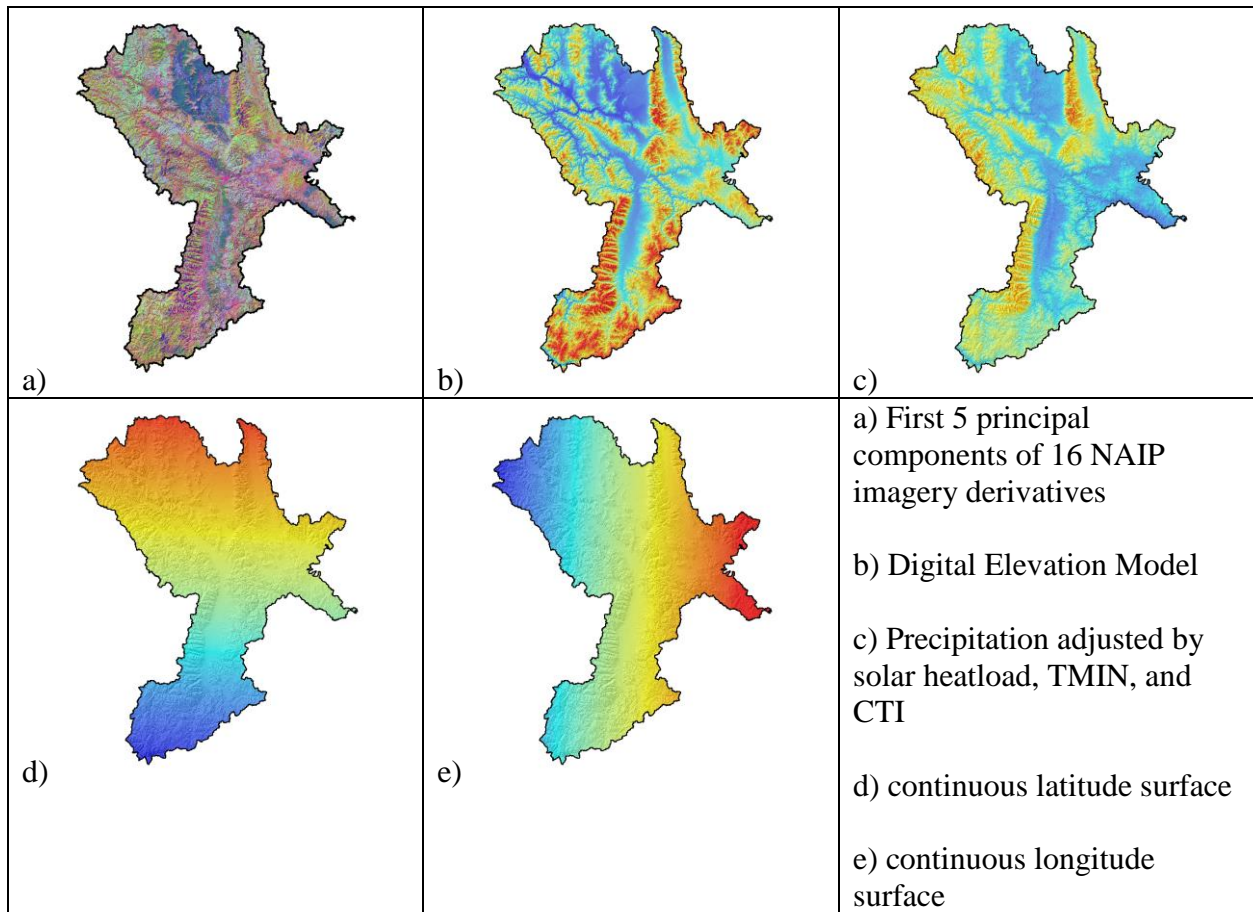 a)
b)
c)
d)
e)
a) First 5 principal
components of 16 NAIP
imagery derivatives
b) Digital Elevation Model
c) Precipitation adjusted by
solar heatload, TMIN, and
CTI
d) continuous latitude surface
e) continuous longitude
surface